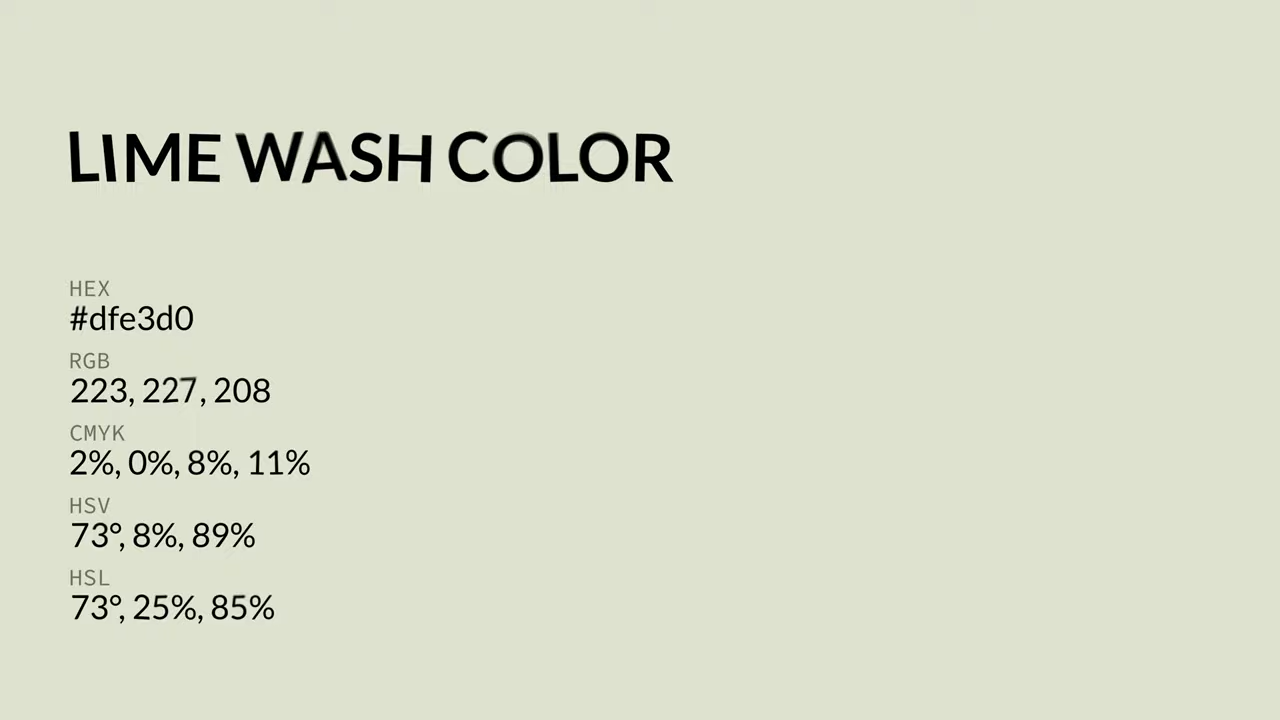 LIME WASH COLOR
HEX
#dfe3d0
RGB
223, 227, 208
CMYK
2%, 0%, 8%, 11%
HSV
73°, 8%, 89%
HSL
73°, 25%, 85%